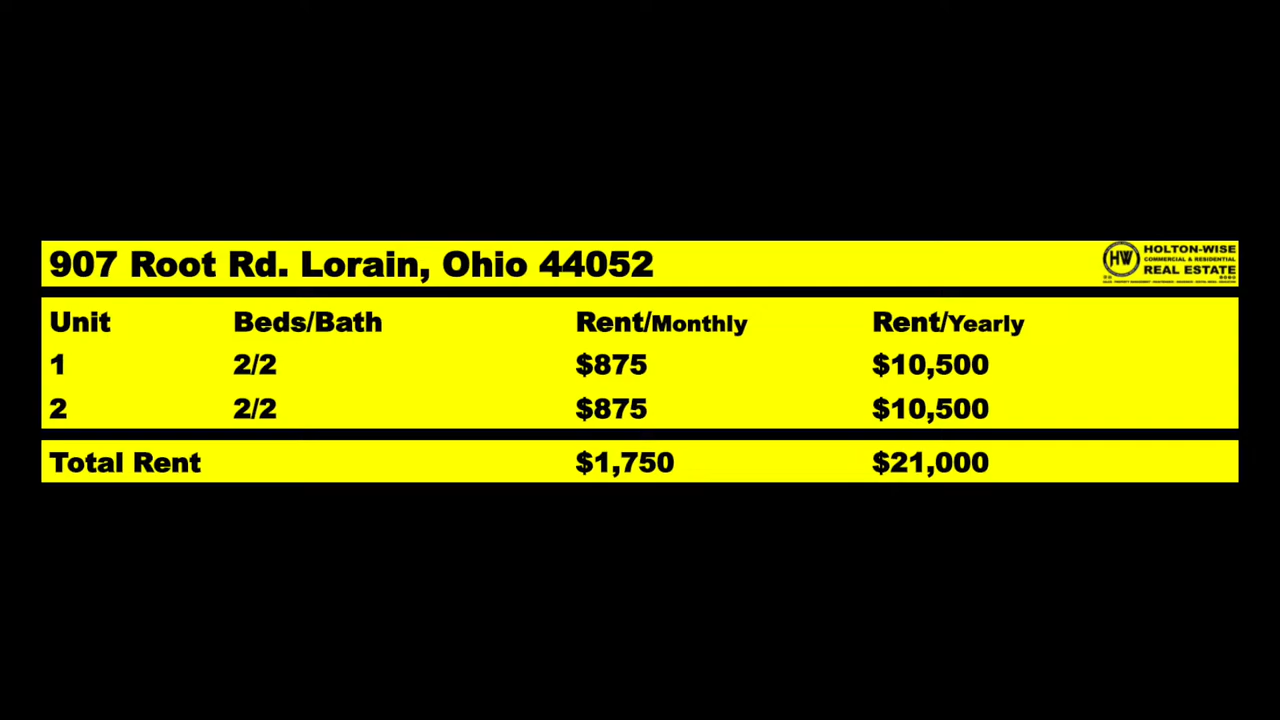 907 Root Rd. Lorain, Ohio 44052
HW
HOLTON-WISE
COMMERCIAL & RESIDENTIAL
REAL ESTATE
Unit Beds/Bath Rent/Monthly Rent/Yearly
1 2/2 $875 $10,500
2 2/2 $875 $10,500
Total Rent $1,750 $21,000